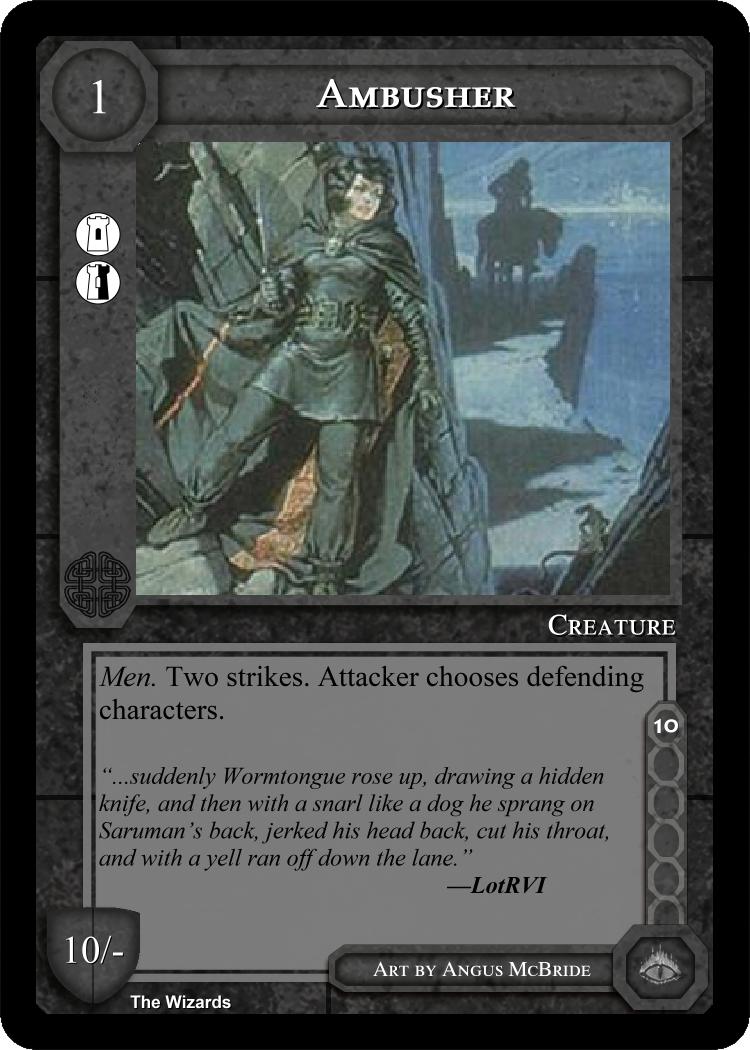 1
AMBUSHER
CREATURE
Men. Two strikes. Attacker chooses defending
characters.
10
“...suddenly Wormtongue rose up, drawing a hidden
knife, and then with a snarl like a dog he sprang on
Saruman’s back, jerked his head back, cut his throat,
and with a yell ran off down the lane.”
—LotRVI
10/-
ART BY ANGUS MCBRIDE
The Wizards